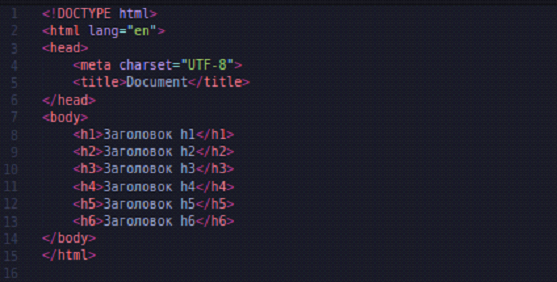 1 <!DOCTYPE html>
2 <html lang="en">
3 <head>
4     <meta charset="UTF-8">
5     <title>Document</title>
6 </head>
7 <body>
8     <h1>Заголовок h1</h1>
9     <h2>Заголовок h2</h2>
10     <h3>Заголовок h3</h3>
11     <h4>Заголовок h4</h4>
12     <h5>Заголовок h5</h5>
13     <h6>Заголовок h6</h6>
14 </body>
15 </html>
16